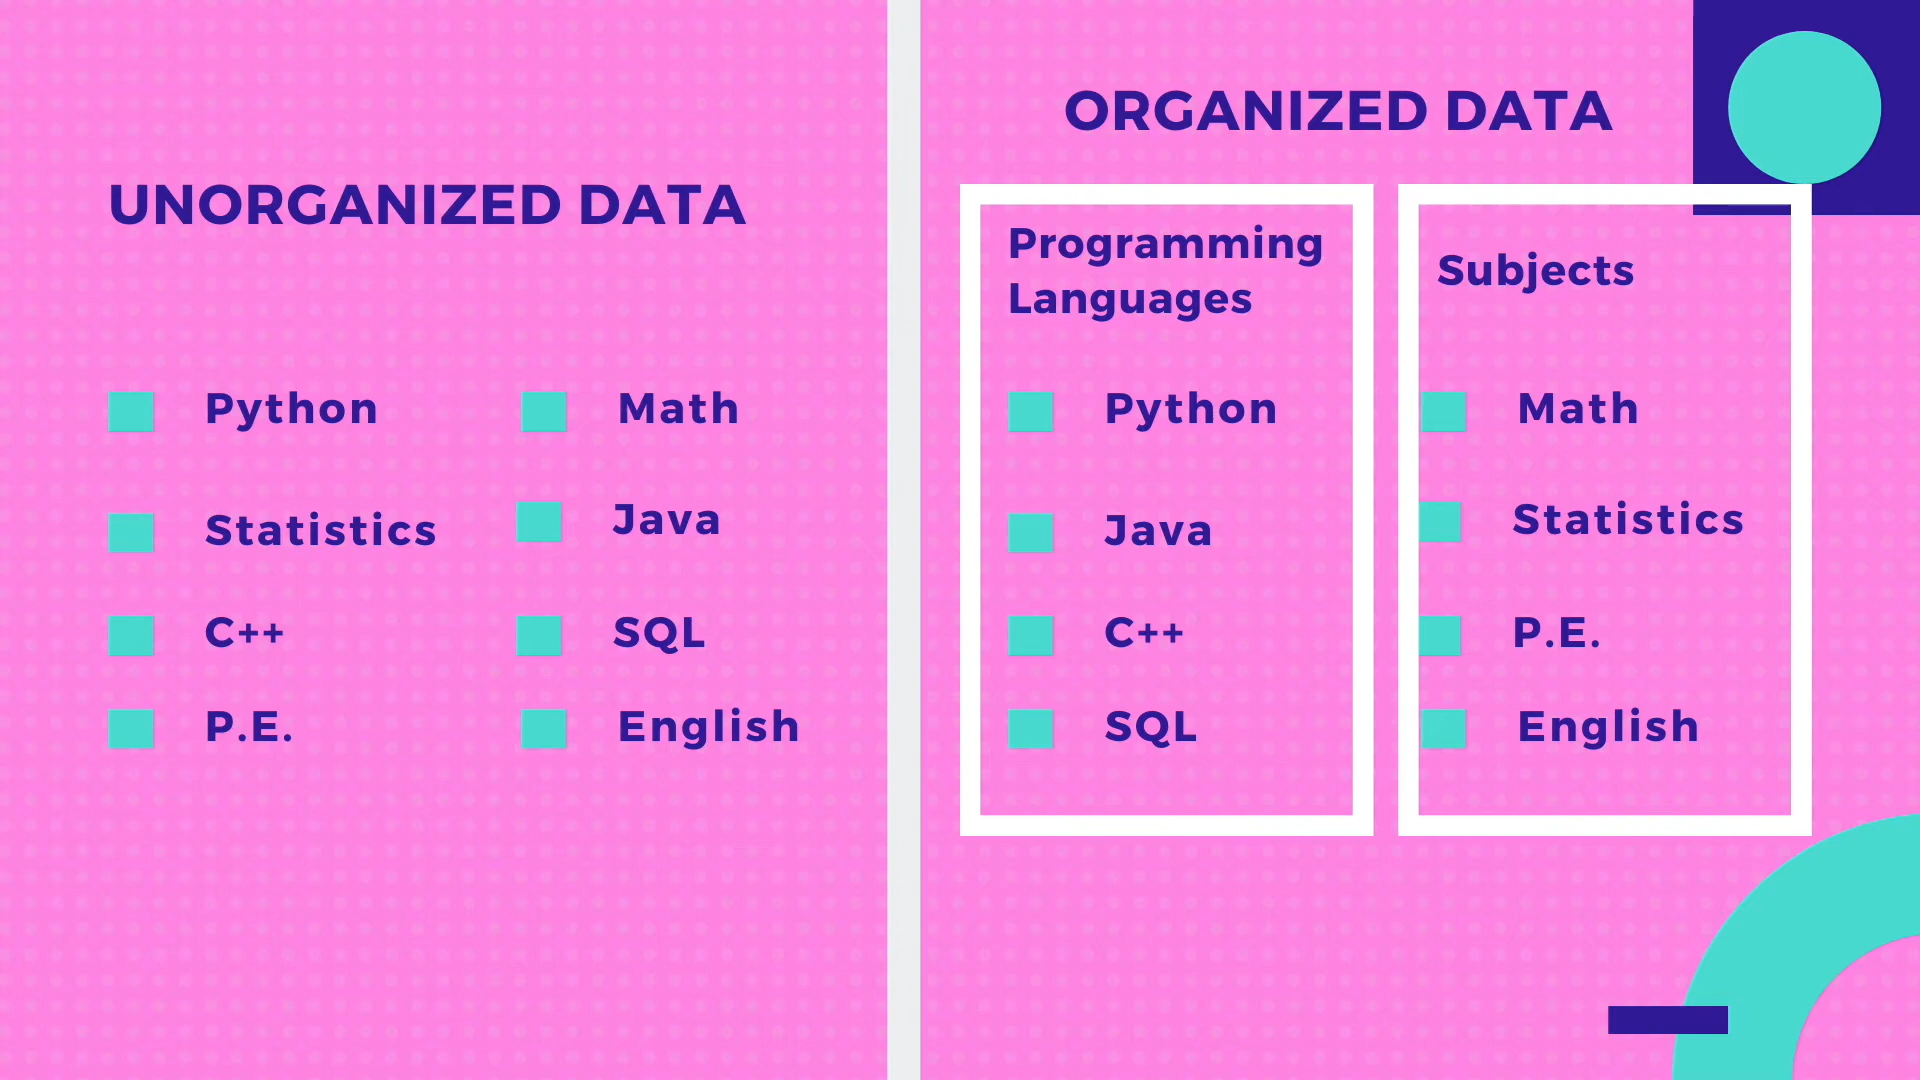 UNORGANIZED DATA
Python
Statistics
C++
P.E.
Math
Java
SQL
English
ORGANIZED DATA
Programming
Languages
Python
Java
C++
SQL
Subjects
Math
Statistics
P.E.
English